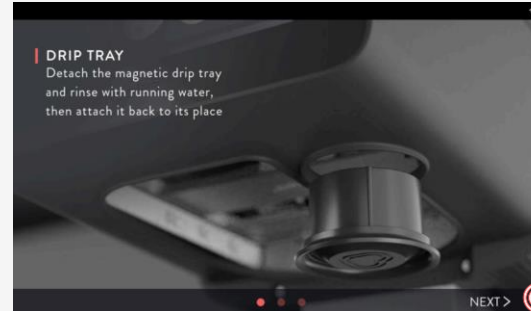 DRIP TRAY
Detach the magnetic drip tray
and rinse with running water,
then attach it back to its place
NEXT >